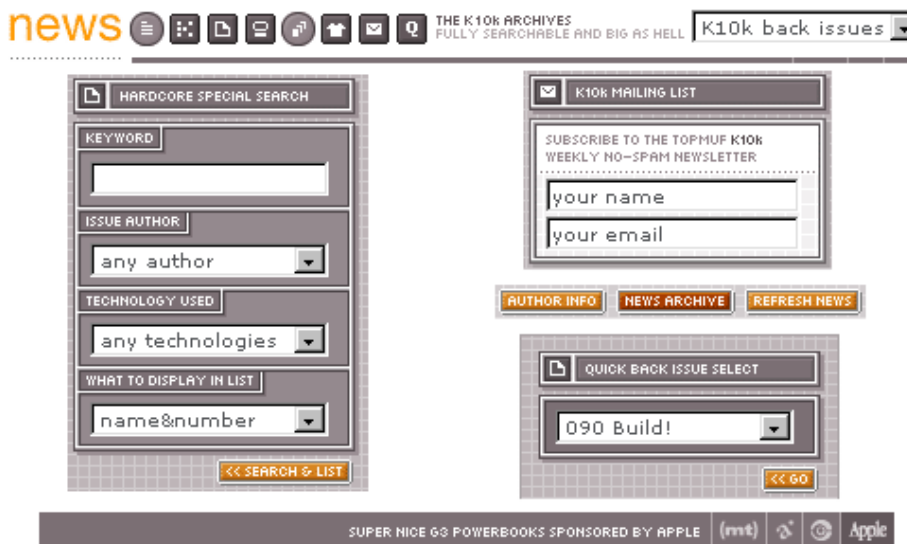 news
Q
THE K10k ARCHIVES
FULLY SEARCHABLE AND BIG AS HELL
K10k back issues
HARDCORE SPECIAL SEARCH
KEYWORD
ISSUE AUTHOR
any author
TECHNOLOGY USED
any technologies
WHAT TO DISPLAY IN LIST
name&number
<< SEARCH & LIST
K10k MAILING LIST
SUBSCRIBE TO THE TOPMUF K10k
WEEKLY NO-SPAM NEWSLETTER
your name
your email
AUTHOR INFO
NEWS ARCHIVE
REFRESH NEWS
QUICK BACK ISSUE SELECT
090 Build!
<< GO
SUPER NICE G3 POWERBOOKS SPONSORED BY APPLE
(mt)
Apple